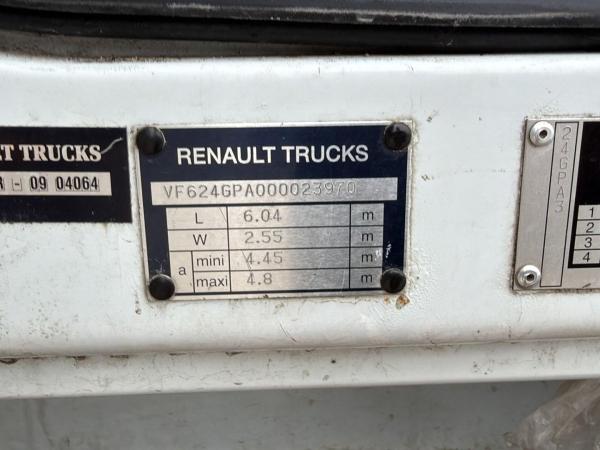 LT TRUCKS
R - 09 04064
RENAULT TRUCKS
VF624GPA000023970
L 6.04 m
W 2.55 m
a mini 4.45 m
maxi 4.8 m
24GPA3
1
2
3
4